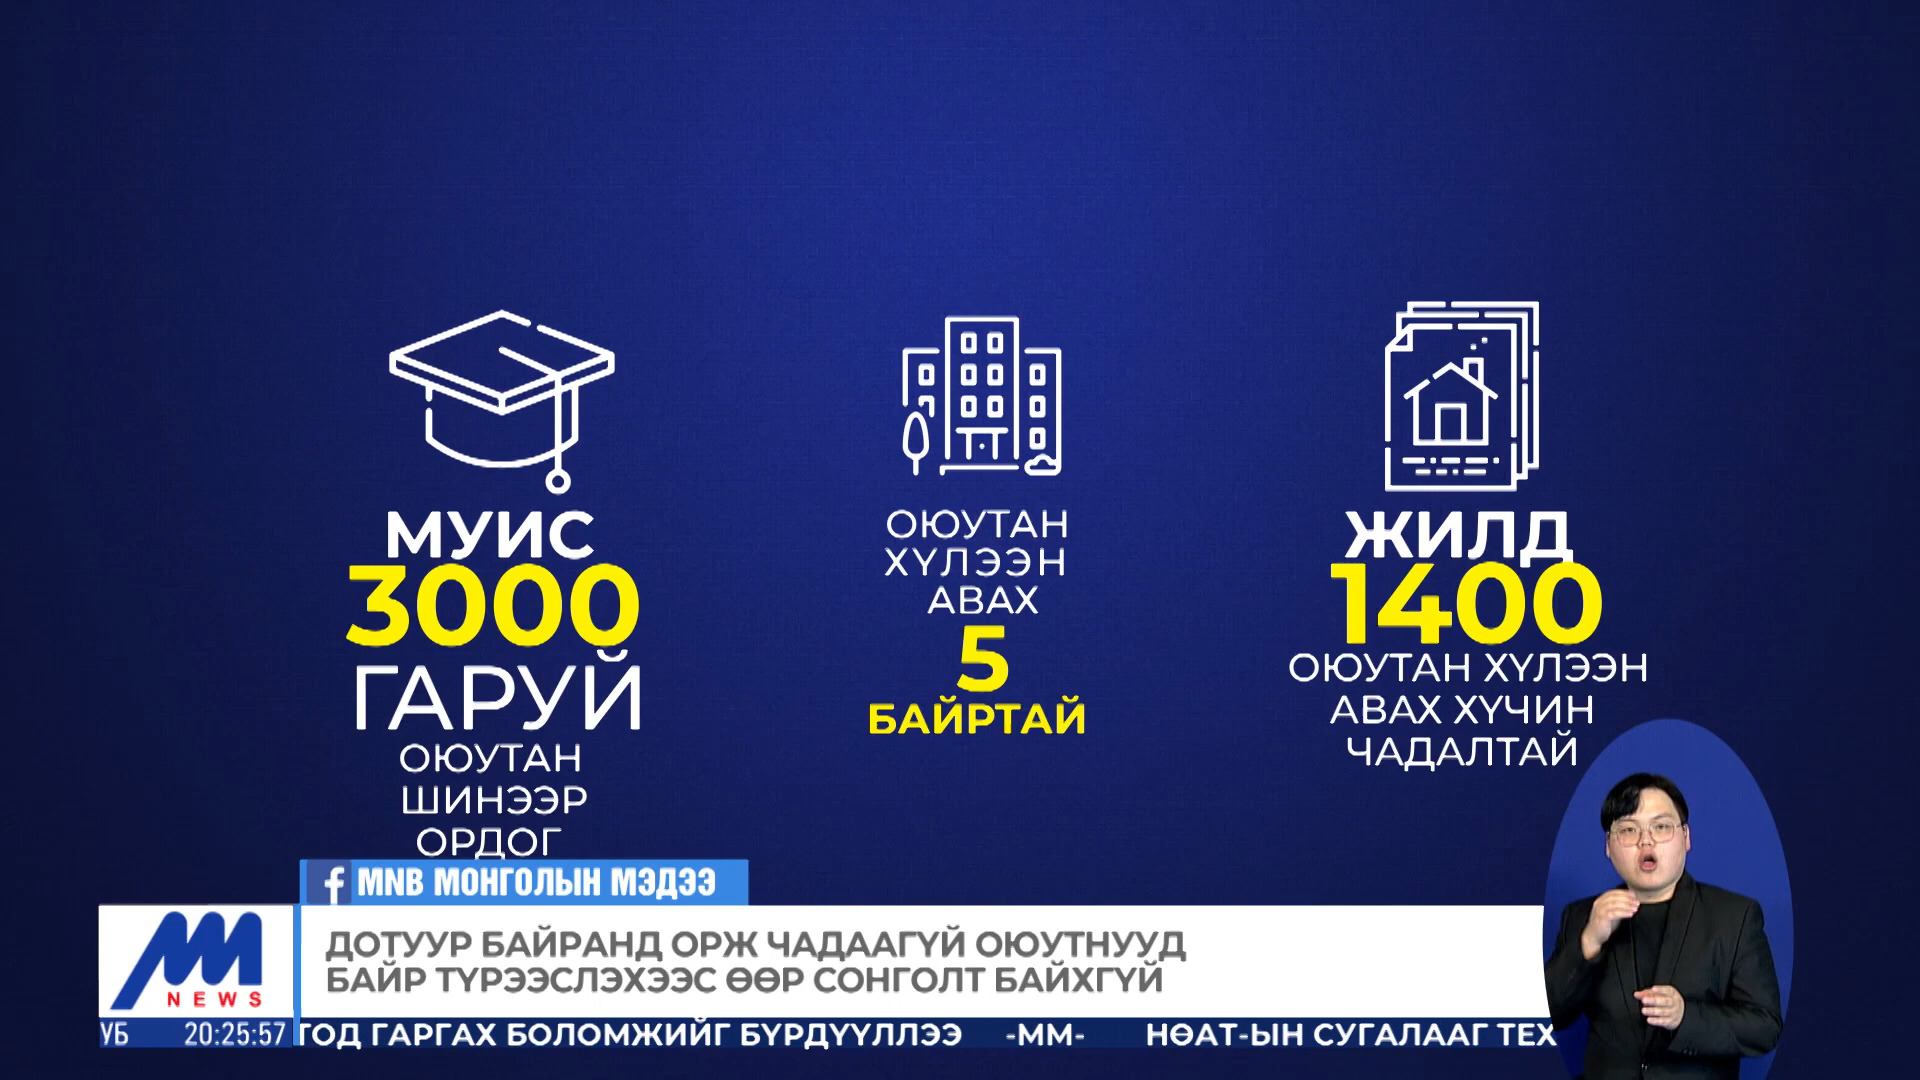 МУИС
3000
ГАРУЙ
ОЮУТАН
ШИНЭЭР
ОРДОГ
ОЮУТАН
ХҮЛЭЭН
АВАХ
5
БАЙРТАЙ
ЖИЛД
1400
ОЮУТАН ХҮЛЭЭН
АВАХ ХҮЧИН
ЧАДАЛТАЙ
f MNB МОНГОЛЫН МЭДЭЭ
ДОТУУР БАЙРАНД ОРЖ ЧАДААГҮЙ ОЮУТНУУД
БАЙР ТҮРЭЭСЛЭХЭЭС ӨӨР СОНГОЛТ БАЙХГҮЙ
NEWS
УБ 20:25:57
ГОД ГАРГАХ БОЛОМЖИЙГ БҮРДҮҮЛЛЭЭ -ММ- НӨАТ-ЫН СУГАЛААГ ТЕХ